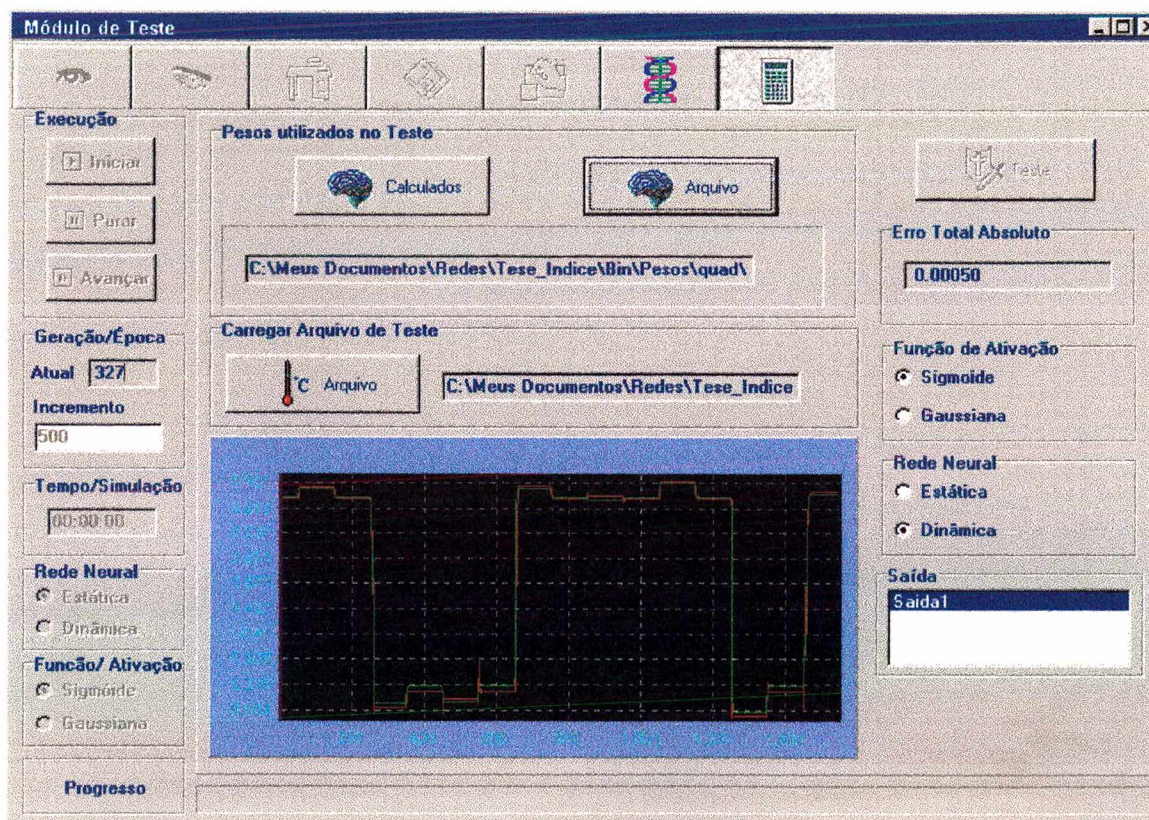 Módulo de Teste
Execução
Iniciar
Parar
Avançar
Geração/Época
Atual 327
Incremento
500
Tempo/Simulação
00:00:00
Rede Neural
Estática
Dinâmica
Função/ Ativação
Sigmóide
Gaussiana
Progresso
Pesos utilizados no Teste
Calculados
Arquivo
C:\Meus Documentos\Redes\Tese_Indice\Bin\Pesos\quad\
Carregar Arquivo de Teste
°C Arquivo
C:\Meus Documentos\Redes\Tese_Indice
Teste
Erro Total Absoluto
0.00050
Função de Ativação
Sigmoide
Gaussiana
Rede Neural
Estática
Dinâmica
Saída
Saida1